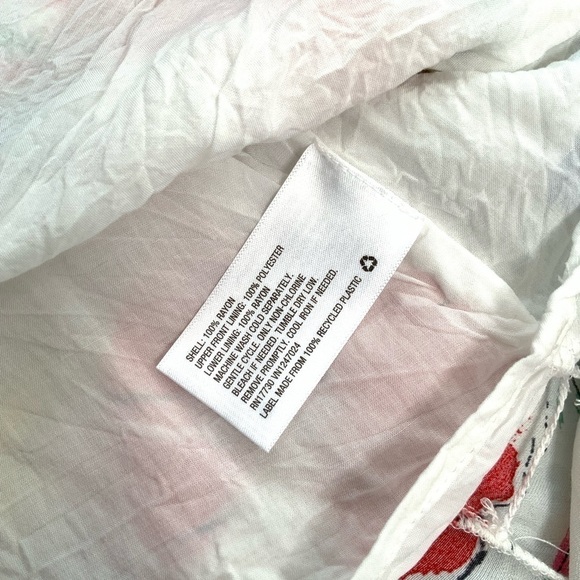 SHELL: 100% RAYON
UPPER FRONT LINING: 100% POLYESTER
LOWER LINING: 100% RAYON
MACHINE WASH COLD SEPARATELY.
GENTLE CYCLE. ONLY NON-CHLORINE
BLEACH IF NEEDED. TUMBLE DRY LOW.
REMOVE PROMPTLY. COOL IRON IF NEEDED.
RN17730 VN1247024
LABEL MADE FROM 100% RECYCLED PLASTIC